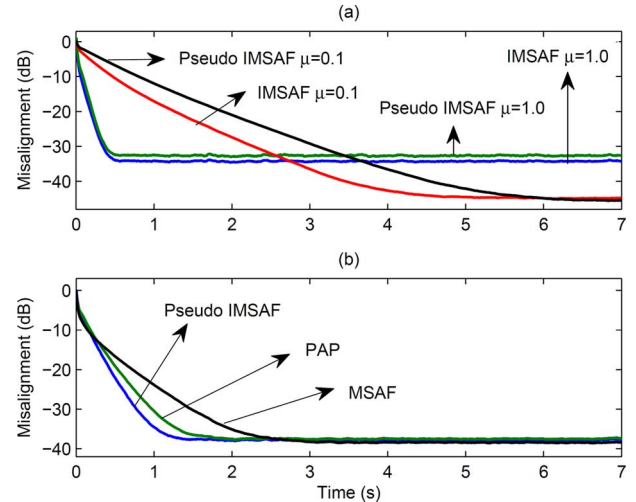 (a)
0
−10
−20
−30
−40
Misalignment (dB)
Pseudo IMSAF μ=0.1
IMSAF μ=0.1
IMSAF μ=1.0
Pseudo IMSAF μ=1.0
0 1 2 3 4 5 6 7
(b)
0
−10
−20
−30
−40
Misalignment (dB)
Pseudo IMSAF
PAP
MSAF
0 1 2 3 4 5 6 7
Time (s)